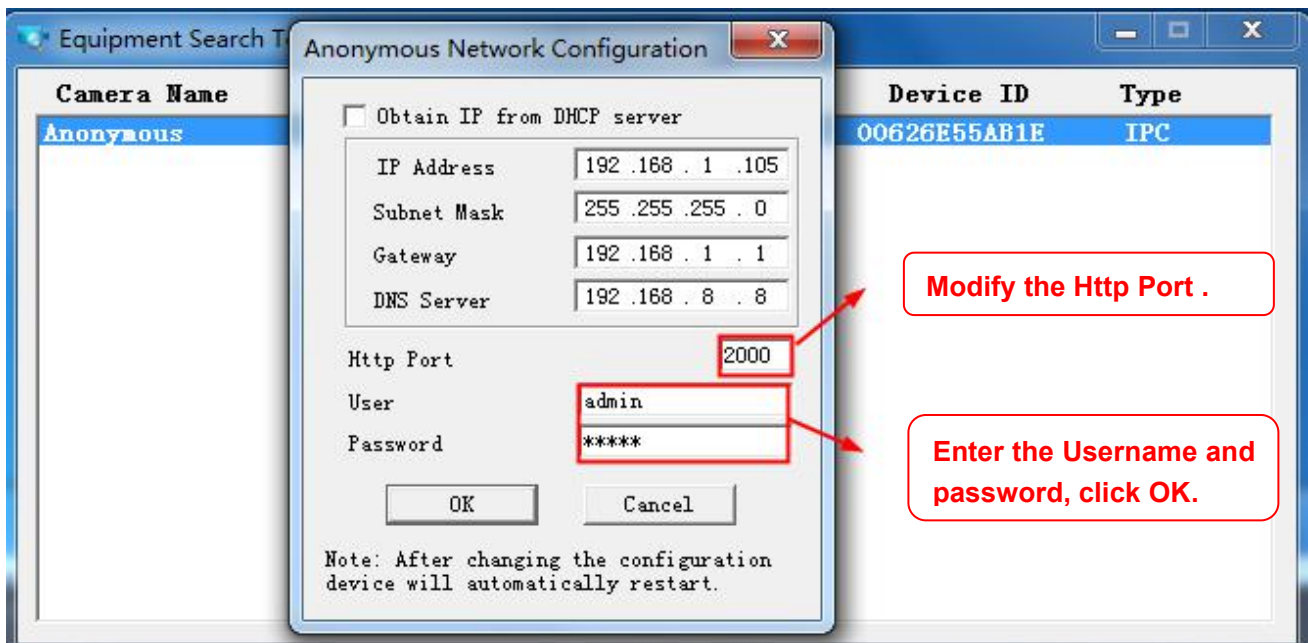 Equipment Search T
Anonymous Network Configuration
Camera Name
Device ID
Type
Anonymous
00626E55AB1E
IPC
Obtain IP from DHCP server
IP Address
192 .168 . 1 .105
Subnet Mask
255 .255 .255 . 0
Gateway
192 .168 . 1 . 1
DNS Server
192 .168 . 8 . 8
Modify the Http Port .
Http Port
2000
User
admin
Password
*****
Enter the Username and
password, click OK.
OK
Cancel
Note: After changing the configuration
device will automatically restart.